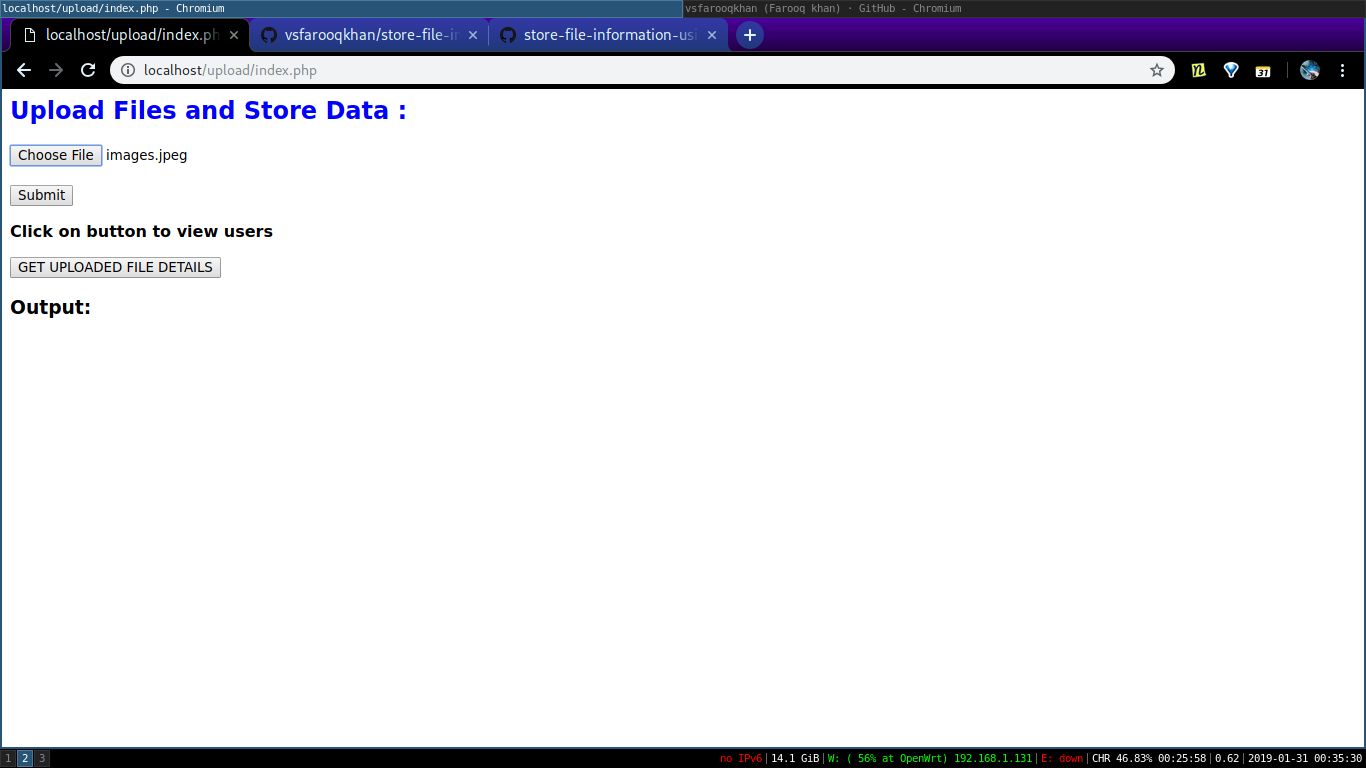 localhost/upload/index.php - Chromium
vsfarooqkhan (Farooq khan) · GitHub - Chromium
localhost/upload/index.ph
vsfarooqkhan/store-file-in
store-file-information-usi
localhost/upload/index.php
31
Upload Files and Store Data :
Choose File images.jpeg
Submit
Click on button to view users
GET UPLOADED FILE DETAILS
Output:
1 2 3
no IPv6|14.1 GiB|W: ( 56% at OpenWrt) 192.168.1.131|E: down|CHR 46.83% 00:25:58|0.62|2019-01-31 00:35:30